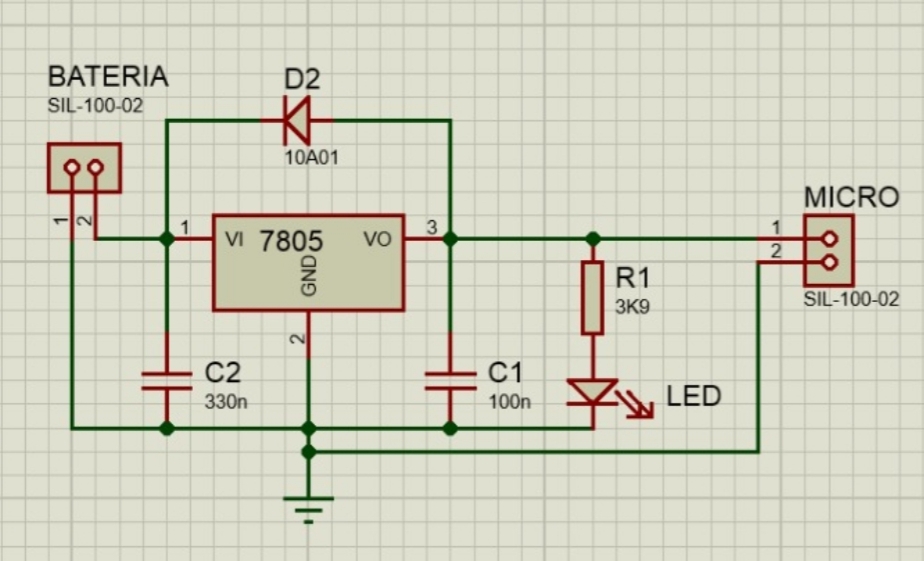 BATERIA
SIL-100-02
1
2
D2
10A01
1
VI
7805
VO
3
GND
2
C2
330n
C1
100n
R1
3K9
LED
MICRO
1
2
SIL-100-02